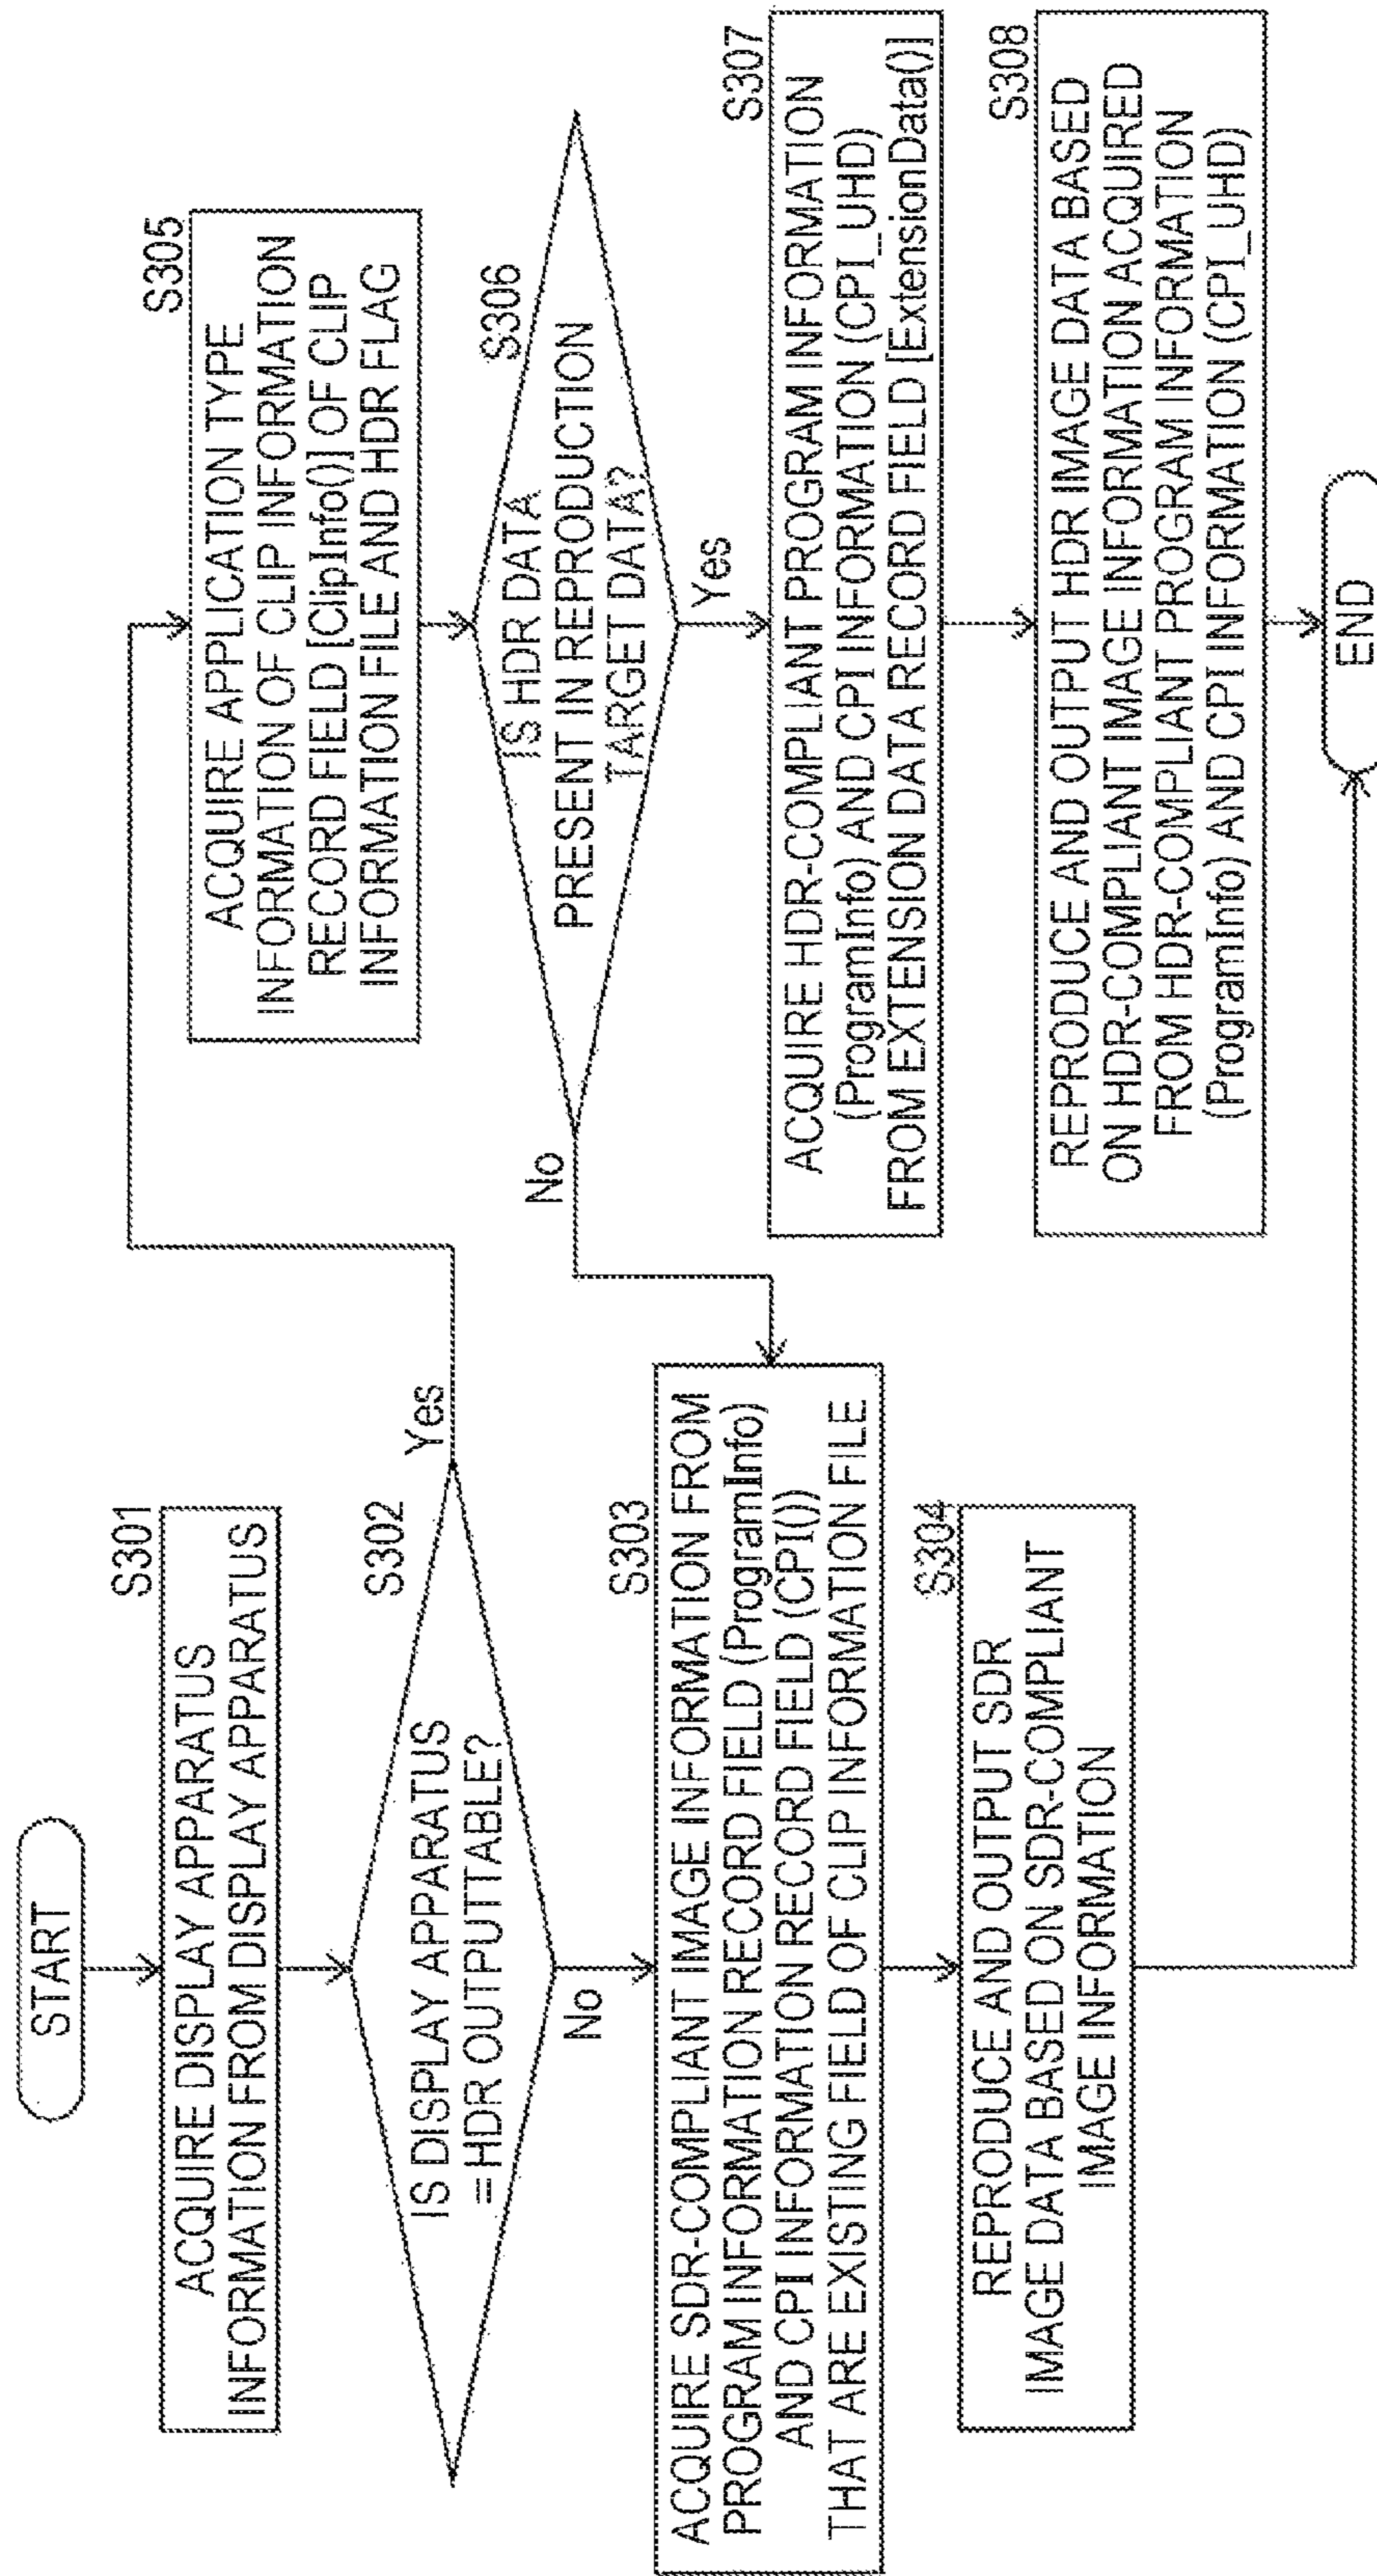 START
S301
ACQUIRE DISPLAY APPARATUS
INFORMATION FROM DISPLAY APPARATUS
S302
IS DISPLAY APPARATUS
=HDR OUTPUTTABLE?
Yes
No
S303
ACQUIRE SDR-COMPLIANT IMAGE INFORMATION FROM
PROGRAM INFORMATION RECORD FIELD (ProgramInfo)
AND CPI INFORMATION RECORD FIELD (CPI())
THAT ARE EXISTING FIELD OF CLIP INFORMATION FILE
S304
REPRODUCE AND OUTPUT SDR
IMAGE DATA BASED ON SDR-COMPLIANT
IMAGE INFORMATION
S305
ACQUIRE APPLICATION TYPE
INFORMATION OF CLIP INFORMATION
RECORD FIELD [ClipInfo()] OF CLIP
INFORMATION FILE AND HDR FLAG
S306
IS HDR DATA
PRESENT IN REPRODUCTION
TARGET DATA?
No
Yes
S307
ACQUIRE HDR-COMPLIANT PROGRAM INFORMATION
(ProgramInfo) AND CPI INFORMATION (CPI_UHD)
FROM EXTENSION DATA RECORD FIELD [ExtensionData()]
S308
REPRODUCE AND OUTPUT HDR IMAGE DATA BASED
ON HDR-COMPLIANT IMAGE INFORMATION ACQUIRED
FROM HDR-COMPLIANT PROGRAM INFORMATION
(ProgramInfo) AND CPI INFORMATION (CPI_UHD)
END